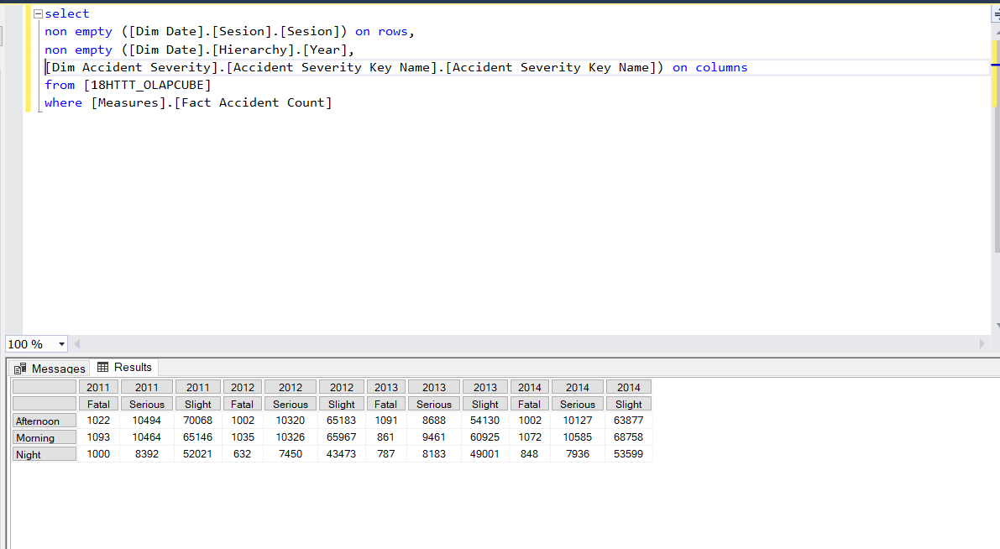 select
non empty ([Dim Date].[Sesion].[Sesion]) on rows,
non empty ([Dim Date].[Hierarchy].[Year],
[Dim Accident Severity].[Accident Severity Key Name].[Accident Severity Key Name]) on columns
from [18HTTT_OLAPCUBE]
where [Measures].[Fact Accident Count]
100 %
Messages Results
2011 2011 2011 2012 2012 2012 2013 2013 2013 2014 2014 2014
Fatal Serious Slight Fatal Serious Slight Fatal Serious Slight Fatal Serious Slight
Afternoon 1022 10494 70068 1002 10320 65183 1091 8688 54130 1002 10127 63877
Morning 1093 10464 65146 1035 10326 65967 861 9461 60925 1072 10585 68758
Night 1000 8392 52021 632 7450 43473 787 8183 49001 848 7936 53599